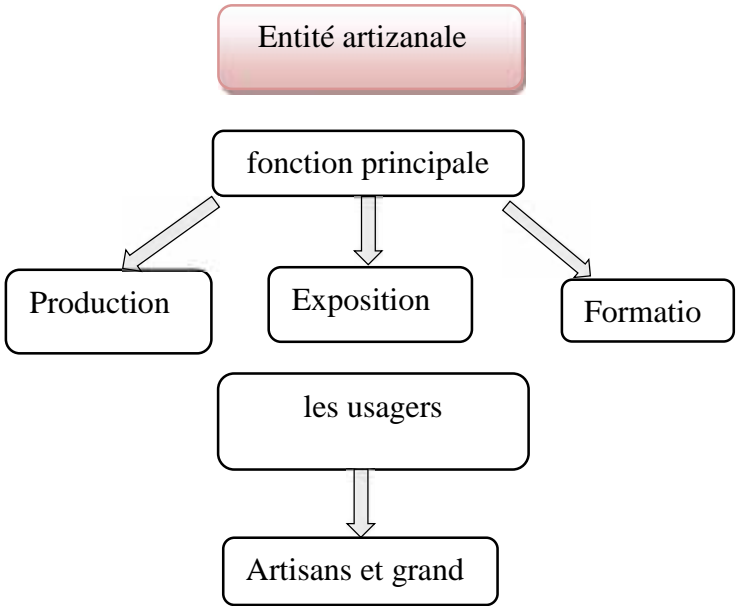 Entité artizanale
fonction principale
Production
Exposition
Formatio
les usagers
Artisans et grand